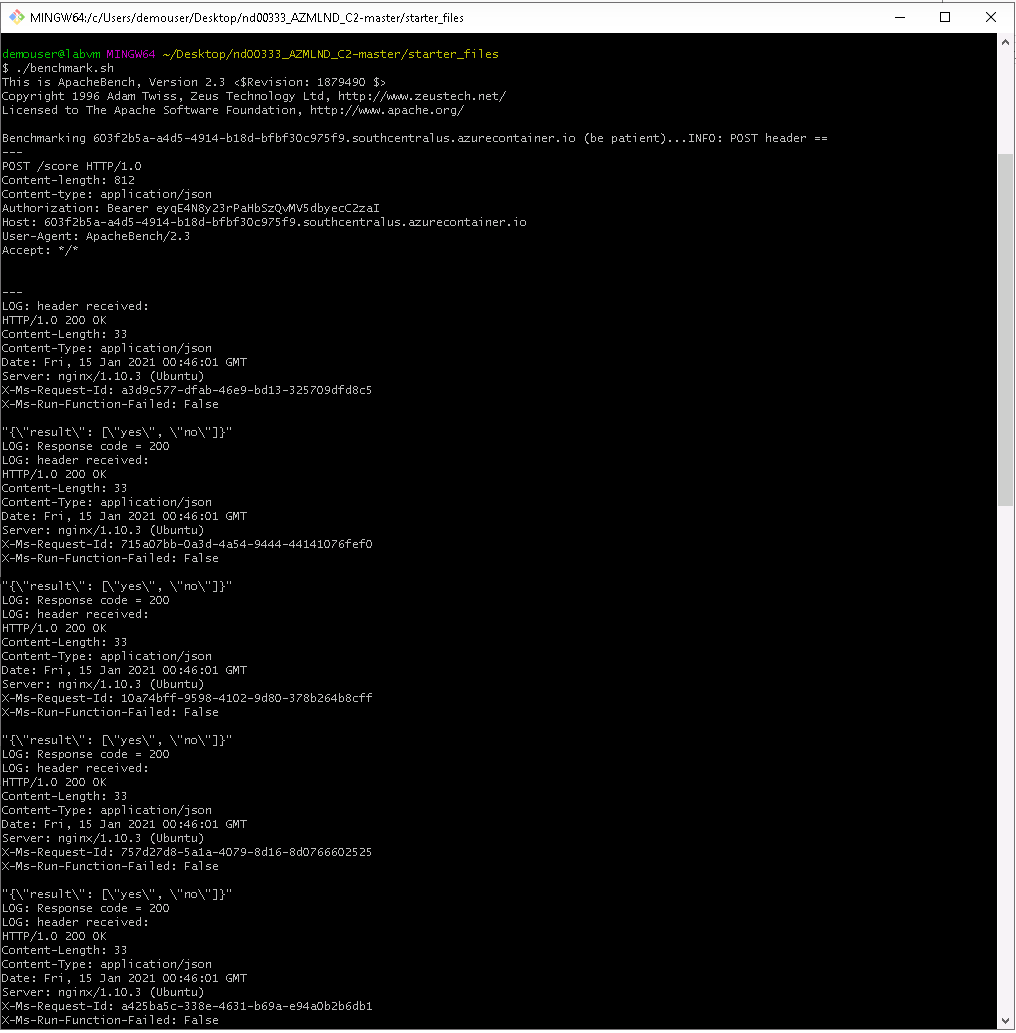 MINGW64:/c/Users/demouser/Desktop/nd00333_AZMLND_C2-master/starter_files
demouser@labvm MINGW64 ~/Desktop/nd00333_AZMLND_C2-master/starter_files
$ ./benchmark.sh
This is ApacheBench, Version 2.3 <$Revision: 1879490 $>
Copyright 1996 Adam Twiss, Zeus Technology Ltd, http://www.zeustech.net/
Licensed to The Apache Software Foundation, http://www.apache.org/
Benchmarking 603f2b5a-a4d5-4914-b18d-bfbf30c975f9.southcentralus.azurecontainer.io (be patient)...INFO: POST header ==
---
POST /score HTTP/1.0
Content-length: 812
Content-type: application/json
Authorization: Bearer eyqE4N8y23rPaHbSzQvMV5dbyecC2zaI
Host: 603f2b5a-a4d5-4914-b18d-bfbf30c975f9.southcentralus.azurecontainer.io
User-Agent: ApacheBench/2.3
Accept: */*
---
LOG: header received:
HTTP/1.0 200 OK
Content-Length: 33
Content-Type: application/json
Date: Fri, 15 Jan 2021 00:46:01 GMT
Server: nginx/1.10.3 (Ubuntu)
X-Ms-Request-Id: a3d9c577-dfab-46e9-bd13-325709dfd8c5
X-Ms-Run-Function-Failed: False
"{\"result\": [\"yes\", \"no\"]}"
LOG: Response code = 200
LOG: header received:
HTTP/1.0 200 OK
Content-Length: 33
Content-Type: application/json
Date: Fri, 15 Jan 2021 00:46:01 GMT
Server: nginx/1.10.3 (Ubuntu)
X-Ms-Request-Id: 715a07bb-0a3d-4a54-9444-44141076fef0
X-Ms-Run-Function-Failed: False
"{\"result\": [\"yes\", \"no\"]}"
LOG: Response code = 200
LOG: header received:
HTTP/1.0 200 OK
Content-Length: 33
Content-Type: application/json
Date: Fri, 15 Jan 2021 00:46:01 GMT
Server: nginx/1.10.3 (Ubuntu)
X-Ms-Request-Id: 10a74bff-9598-4102-9d80-378b264b8cff
X-Ms-Run-Function-Failed: False
"{\"result\": [\"yes\", \"no\"]}"
LOG: Response code = 200
LOG: header received:
HTTP/1.0 200 OK
Content-Length: 33
Content-Type: application/json
Date: Fri, 15 Jan 2021 00:46:01 GMT
Server: nginx/1.10.3 (Ubuntu)
X-Ms-Request-Id: 757d27d8-5a1a-4079-8d16-8d0766602525
X-Ms-Run-Function-Failed: False
"{\"result\": [\"yes\", \"no\"]}"
LOG: Response code = 200
LOG: header received:
HTTP/1.0 200 OK
Content-Length: 33
Content-Type: application/json
Date: Fri, 15 Jan 2021 00:46:01 GMT
Server: nginx/1.10.3 (Ubuntu)
X-Ms-Request-Id: a425ba5c-338e-4631-b69a-e94a0b2b6db1
X-Ms-Run-Function-Failed: False